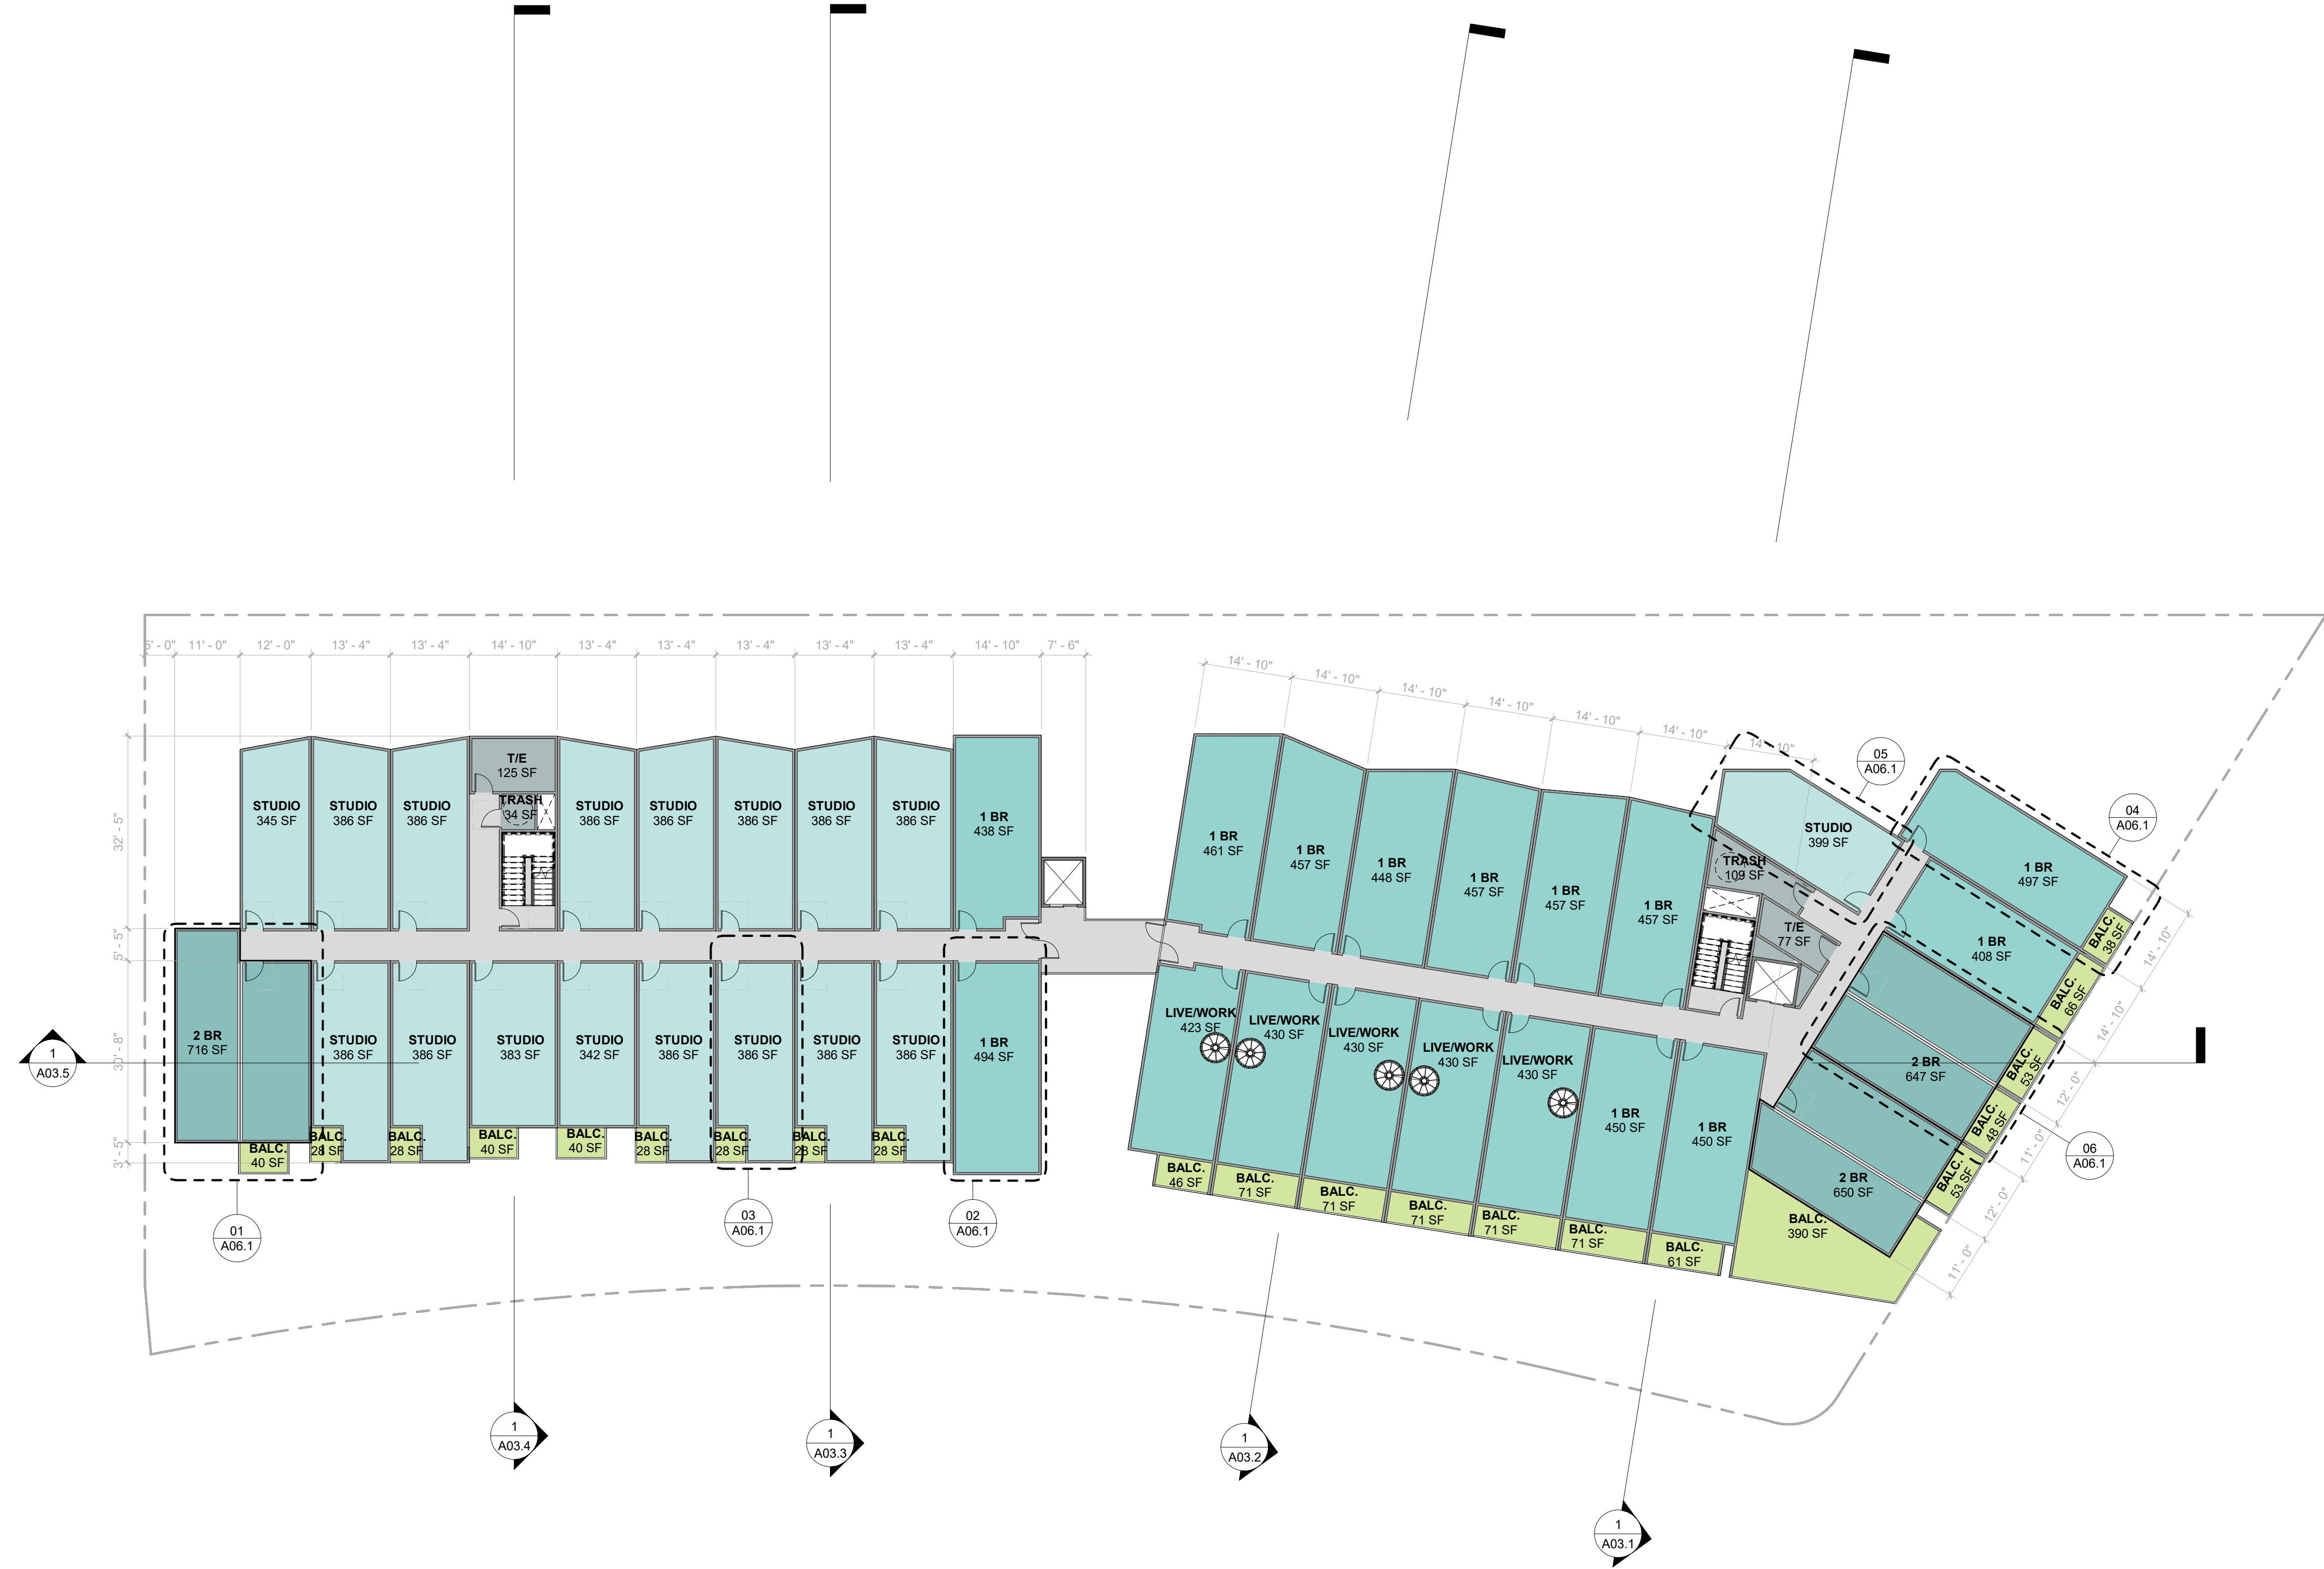 5' - 0"
11' - 0"
12' - 0"
13' - 4"
13' - 4"
14' - 10"
13' - 4"
13' - 4"
13' - 4"
13' - 4"
13' - 4"
14' - 10"
7' - 6"
14' - 10"
14' - 10"
14' - 10"
14' - 10"
14' - 10"
14' - 10"
14' - 10"
32' - 5"
5' - 5"
30' - 8"
3' - 5"
STUDIO
345 SF
STUDIO
386 SF
STUDIO
386 SF
T/E
125 SF
TRASH
34 SF
STUDIO
386 SF
STUDIO
386 SF
STUDIO
386 SF
STUDIO
386 SF
STUDIO
386 SF
1 BR
438 SF
2 BR
716 SF
STUDIO
386 SF
STUDIO
386 SF
STUDIO
383 SF
STUDIO
342 SF
STUDIO
386 SF
STUDIO
386 SF
STUDIO
386 SF
STUDIO
386 SF
1 BR
494 SF
BALC.
40 SF
BALC.
28 SF
BALC.
28 SF
BALC.
40 SF
BALC.
40 SF
BALC.
28 SF
BALC.
28 SF
BALC.
28 SF
BALC.
28 SF
1 BR
461 SF
1 BR
457 SF
1 BR
448 SF
1 BR
457 SF
1 BR
457 SF
1 BR
457 SF
STUDIO
399 SF
TRASH
109 SF
T/E
77 SF
1 BR
497 SF
1 BR
408 SF
2 BR
647 SF
2 BR
650 SF
LIVE/WORK
423 SF
LIVE/WORK
430 SF
LIVE/WORK
430 SF
LIVE/WORK
430 SF
LIVE/WORK
430 SF
1 BR
450 SF
1 BR
450 SF
BALC.
46 SF
BALC.
71 SF
BALC.
71 SF
BALC.
71 SF
BALC.
71 SF
BALC.
71 SF
BALC.
61 SF
BALC.
390 SF
BALC.
38 SF
BALC.
66 SF
BALC.
53 SF
BALC.
48 SF
BALC.
53 SF
14' - 10"
14' - 10"
12' - 0"
11' - 0"
12' - 0"
11' - 0"
05
A06.1
04
A06.1
06
A06.1
01
A06.1
03
A06.1
02
A06.1
1
A03.5
1
A03.4
1
A03.3
1
A03.2
1
A03.1